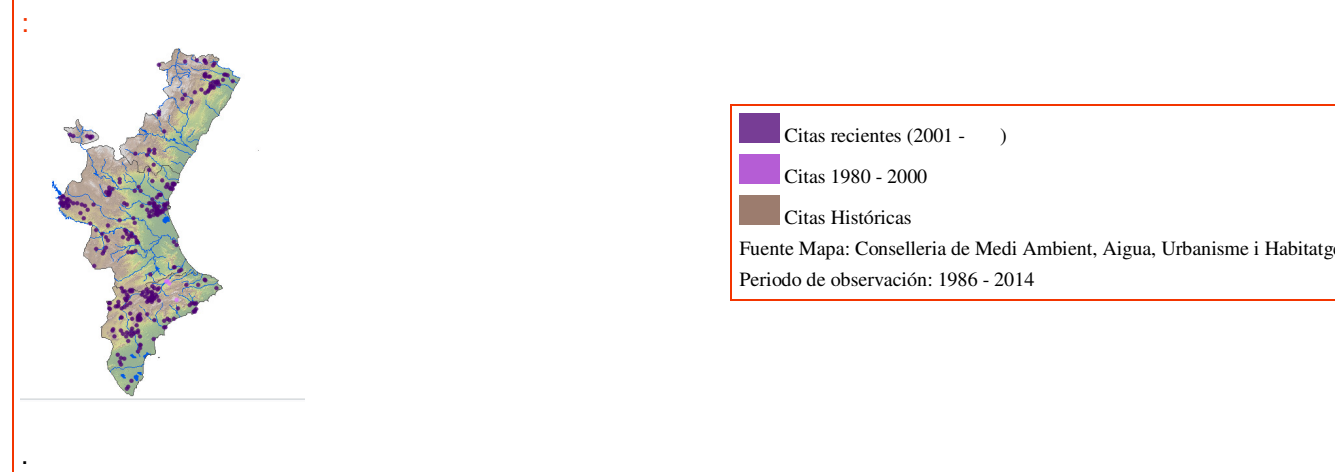 :
Citas recientes (2001 -      )
Citas 1980 - 2000
Citas Históricas
Fuente Mapa: Conselleria de Medi Ambient, Aigua, Urbanisme i Habitatge
Periodo de observación: 1986 - 2014
.